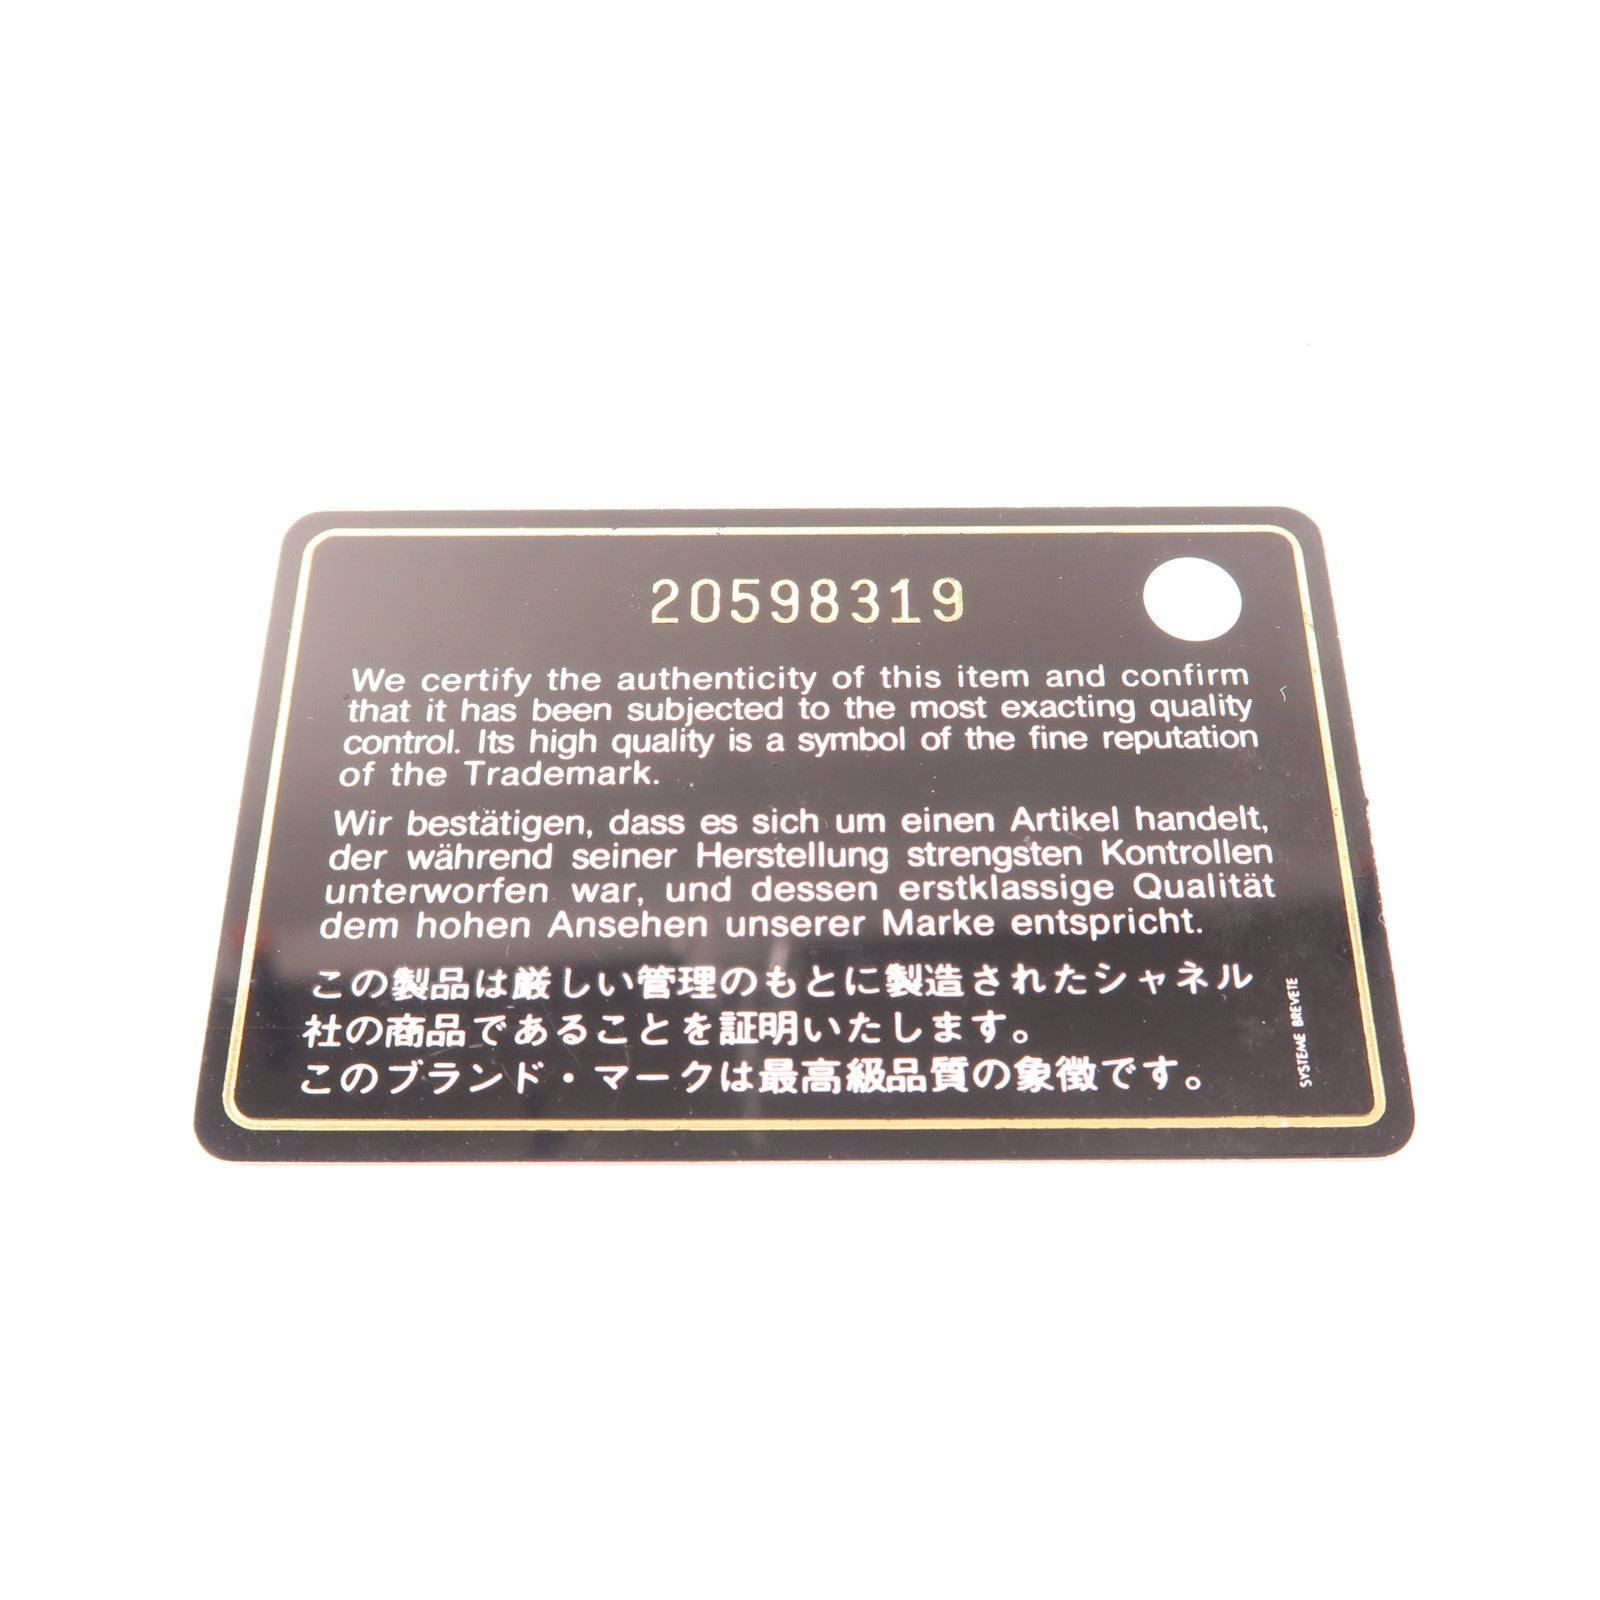 20598319
We certify the authenticity of this item and confirm
that it has been subjected to the most exacting quality
control. Its high quality is a symbol of the fine reputation
of the Trademark.
Wir bestätigen, dass es sich um einen Artikel handelt,
der während seiner Herstellung strengsten Kontrollen
unterworfen war, und dessen erstklassige Qualität
dem hohen Ansehen unserer Marke entspricht.
この製品は厳しい管理のもとに製造されたシャネル
社の商品であることを証明いたします。
このブランド・マークは最高級品質の象徴です。
SYSTEME BREVETE